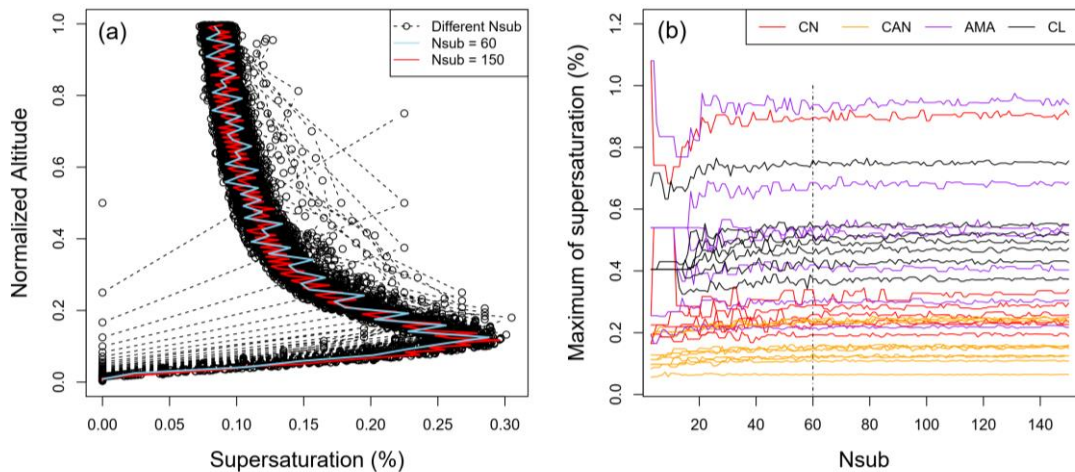 (a)
Different Nsub
Nsub = 60
Nsub = 150
Normalized Altitude
0.0 0.2 0.4 0.6 0.8 1.0
0.00 0.05 0.10 0.15 0.20 0.25 0.30
Supersaturation (%)
(b)
CN CAN AMA CL
Maximum of supersaturation (%)
0.0 0.2 0.4 0.6 0.8 1.0 1.2
20 40 60 80 100 120 140
Nsub